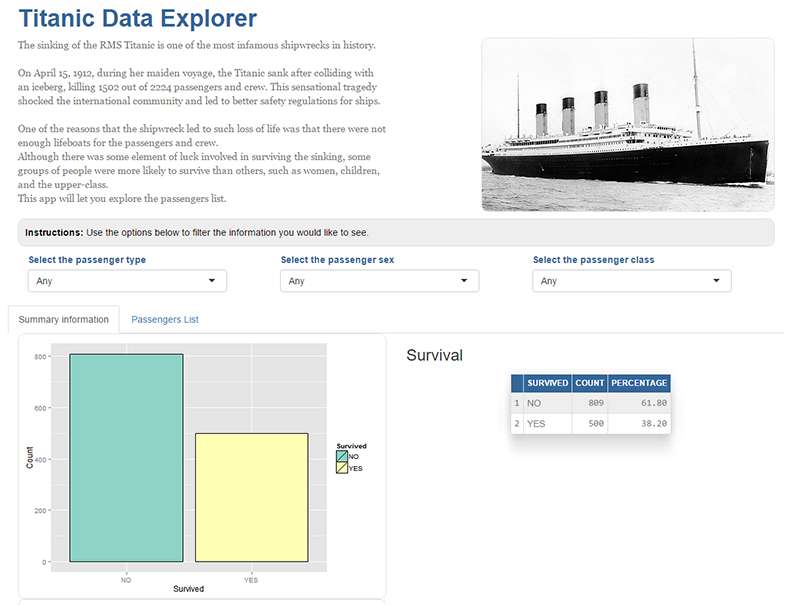 Titanic Data Explorer
The sinking of the RMS Titanic is one of the most infamous shipwrecks in history.
On April 15, 1912, during her maiden voyage, the Titanic sank after colliding with
an iceberg, killing 1502 out of 2224 passengers and crew. This sensational tragedy
shocked the international community and led to better safety regulations for ships.
One of the reasons that the shipwreck led to such loss of life was that there were not
enough lifeboats for the passengers and crew.
Although there was some element of luck involved in surviving the sinking, some
groups of people were more likely to survive than others, such as women, children,
and the upper-class.
This app will let you explore the passengers list.
Instructions: Use the options below to filter the information you would like to see.
Select the passenger type
Any
Select the passenger sex
Any
Select the passenger class
Any
Summary information
Passengers List
800
600
400
200
0
Count
NO
YES
Survived
Survived
NO
YES
Survival
SURVIVED COUNT PERCENTAGE
1 NO 809 61.80
2 YES 500 38.20